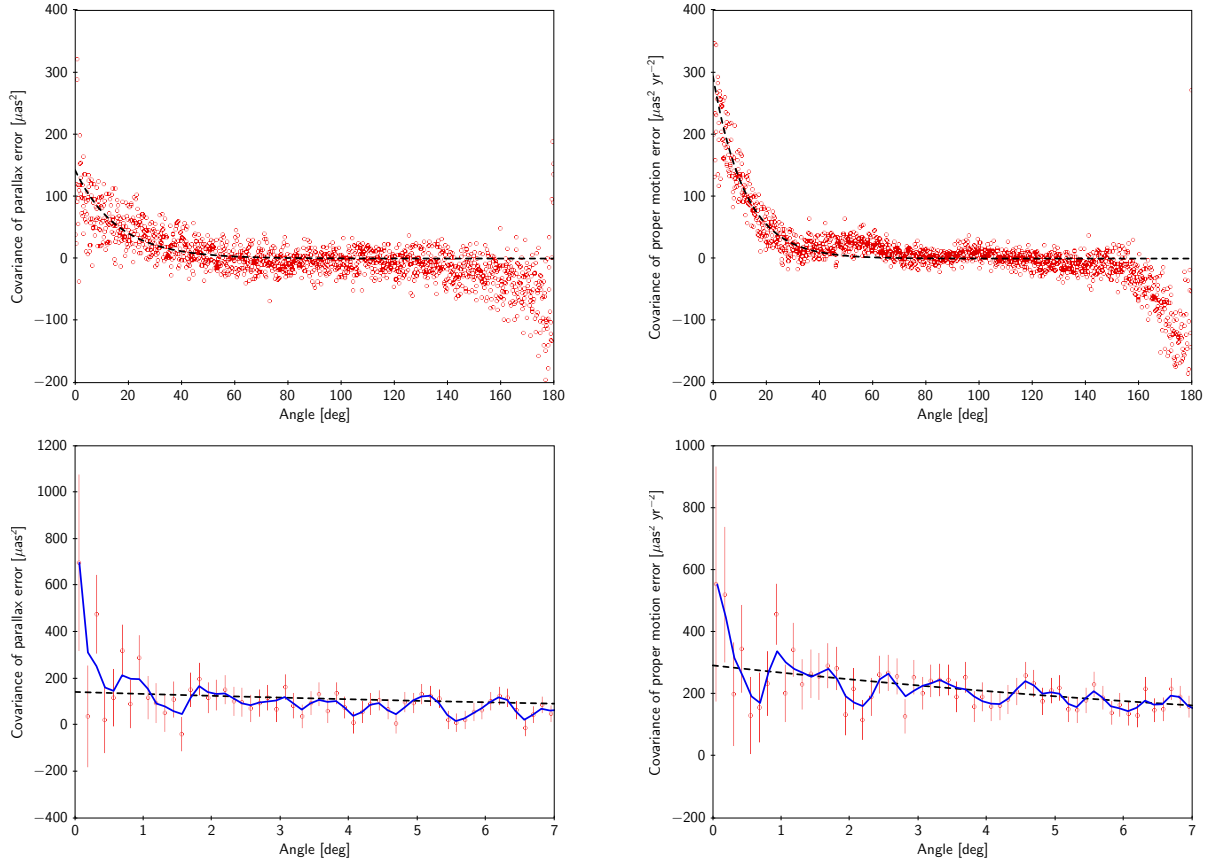 400
300
200
100
0
−100
−200
0 20 40 60 80 100 120 140 160 180
Angle [deg]
Covariance of parallax error [μas²]
400
300
200
100
0
−100
−200
0 20 40 60 80 100 120 140 160 180
Angle [deg]
Covariance of proper motion error [μas² yr⁻²]
1200
1000
800
600
400
200
0
−200
−400
0 1 2 3 4 5 6 7
Angle [deg]
Covariance of parallax error [μas²]
1000
800
600
400
200
0
−200
0 1 2 3 4 5 6 7
Angle [deg]
Covariance of proper motion error [μas² yr⁻²]